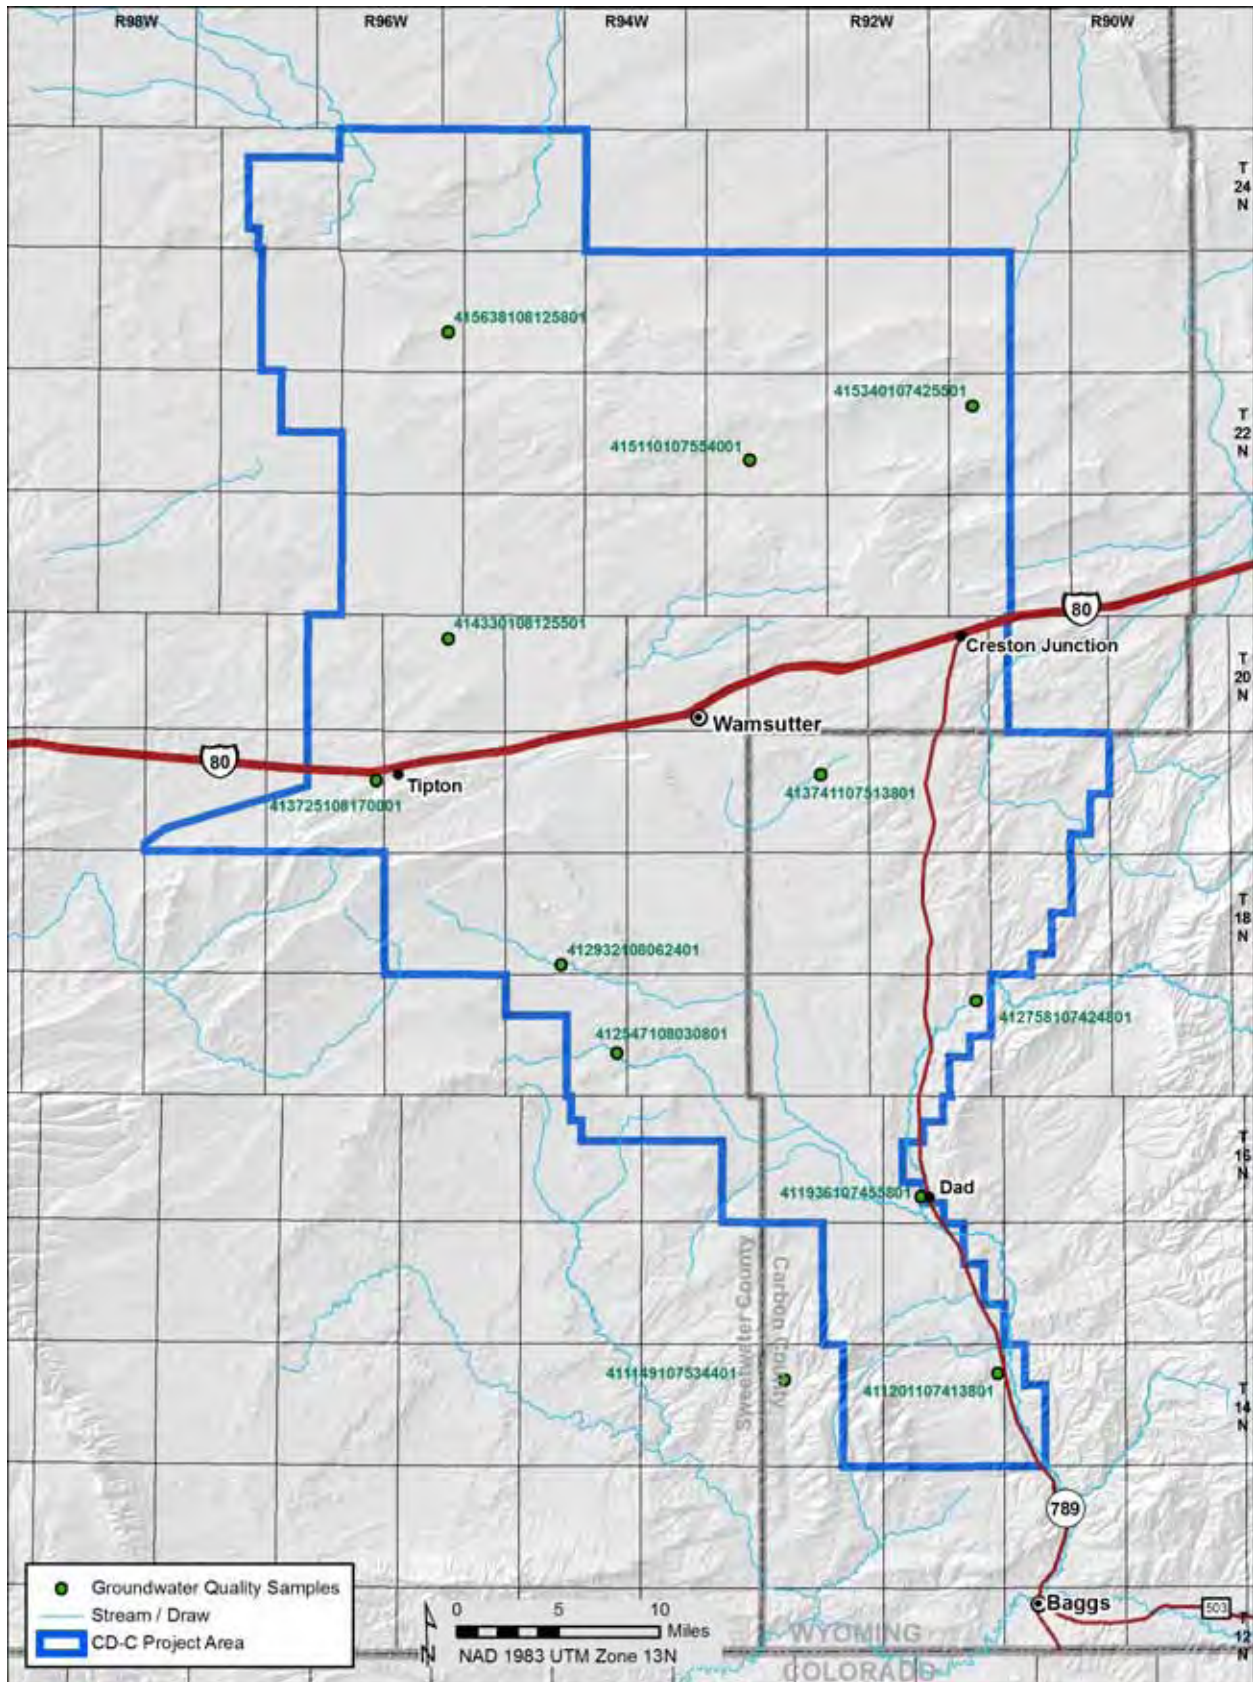 R98W
R96W
R94W
R92W
R90W
T
24
N
415638108125801
415340107425501
415110107554001
T
22
N
80
414330108125501
Creston Junction
T
20
N
Wamsutter
80
Tipton
413725108170001
413741107513801
T
18
N
412932108062401
412758107424801
412547108030801
T
16
N
411936107455801
Dad
Sweetwater County
Carbon County
411149107534401
411201107413801
T
14
N
789
Groundwater Quality Samples
Stream / Draw
CD-C Project Area
N
0 5 10
Miles
NAD 1983 UTM Zone 13N
Baggs
503
T
12
N
WYOMING
COLORADO